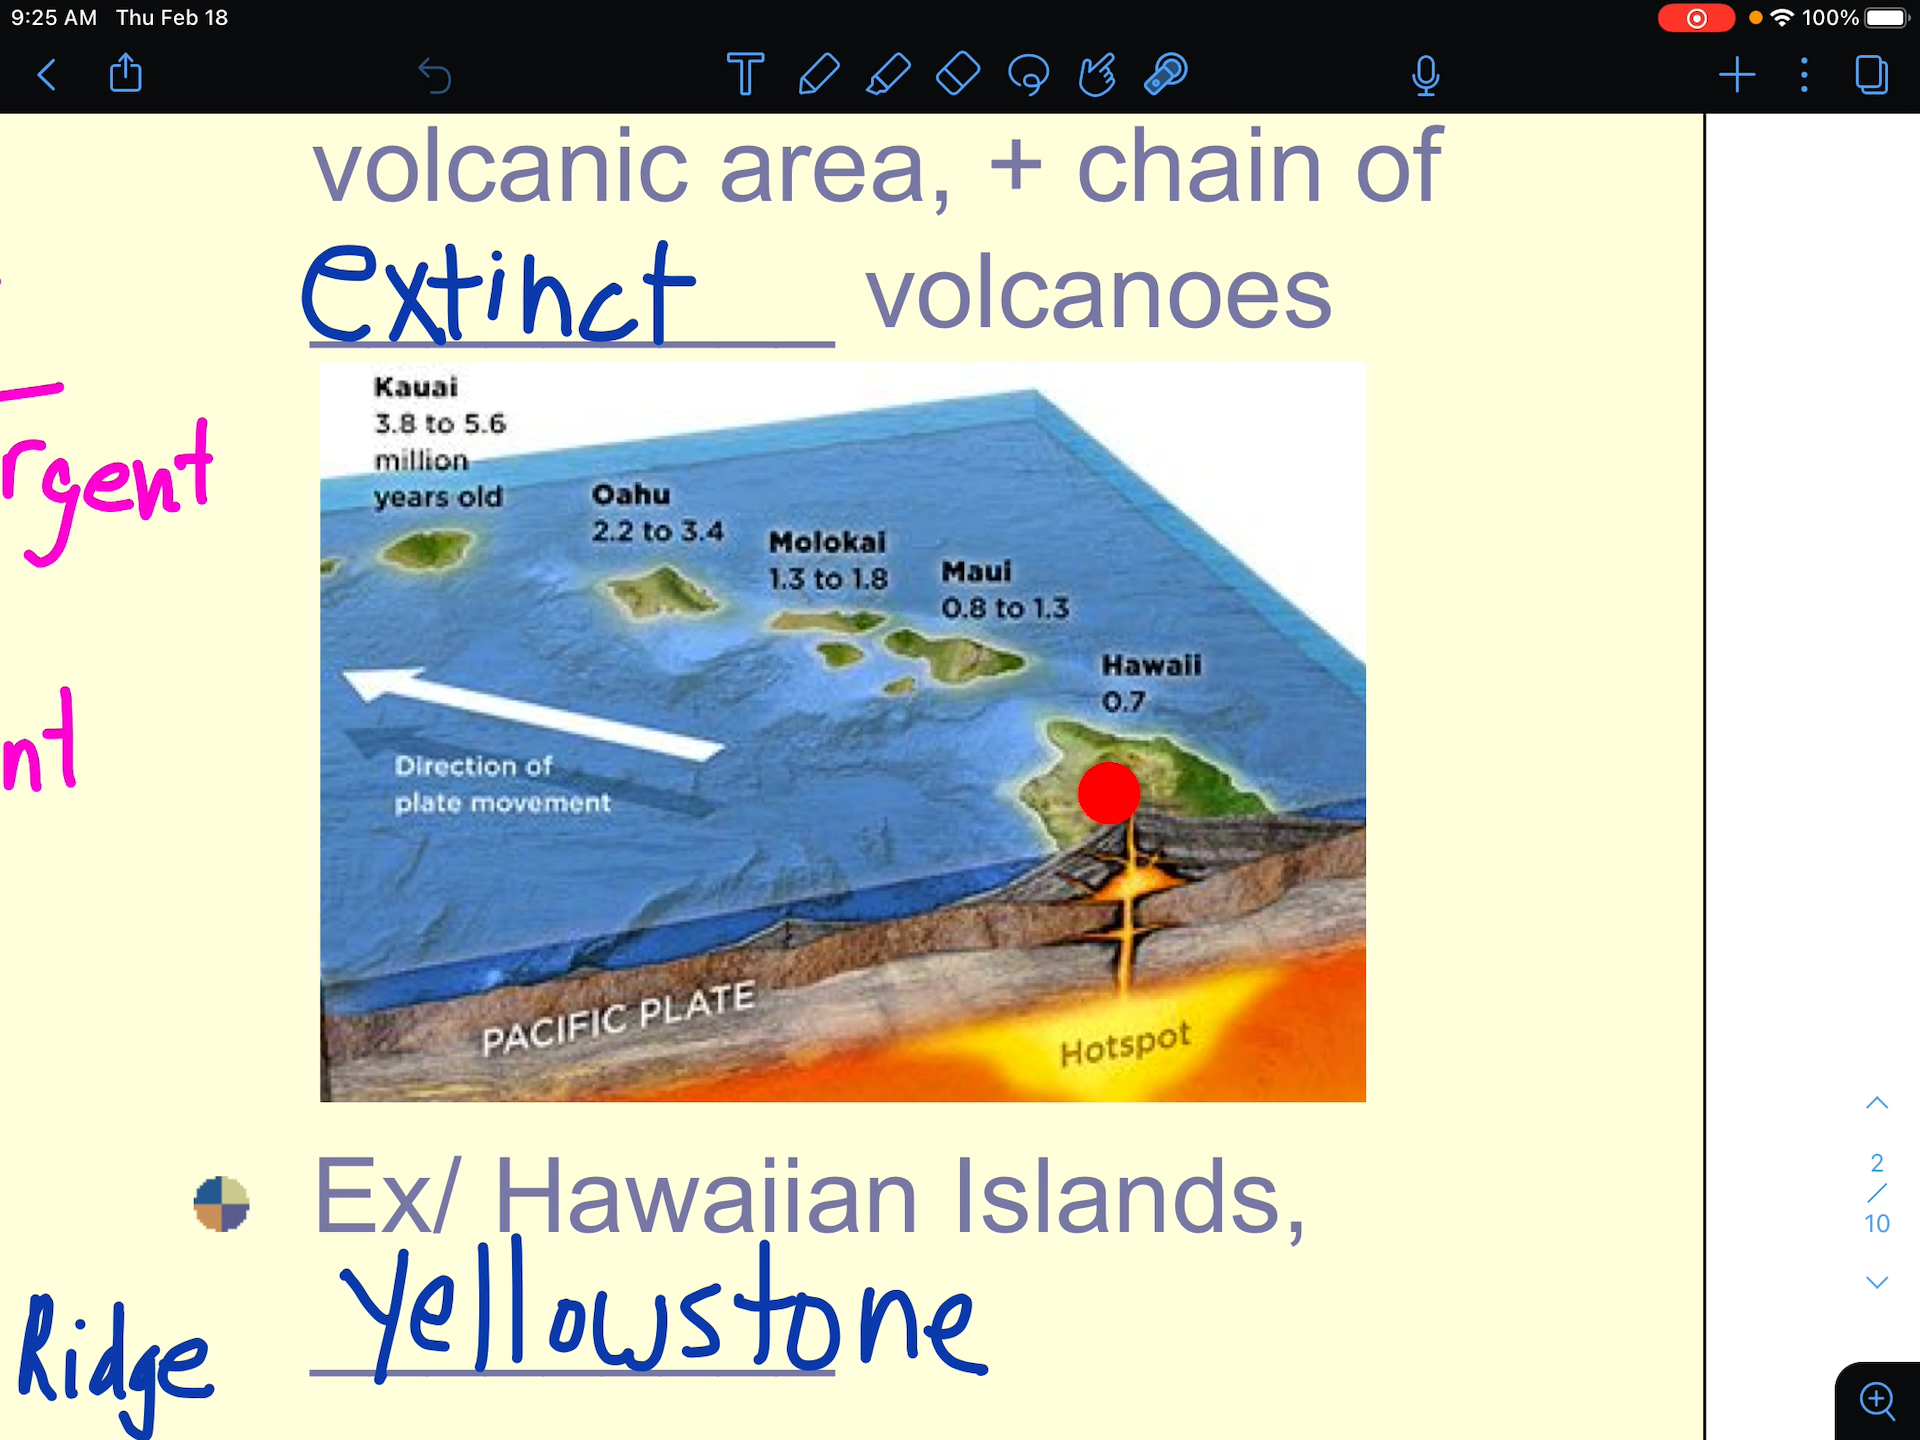 9:25 AM Thu Feb 18
100%
volcanic area, + chain of
extinct volcanoes
Kauai
3.8 to 5.6
million
years old
Oahu
2.2 to 3.4
Molokai
1.3 to 1.8
Maui
0.8 to 1.3
Hawaii
0.7
Direction of
plate movement
PACIFIC PLATE
Hotspot
rgent
nt
Ex/ Hawaiian Islands,
Ridge yellowstone
2
/
10